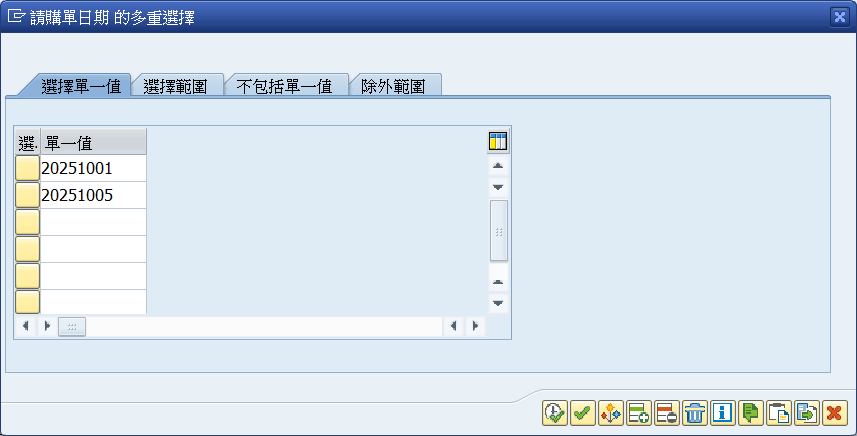 請購單日期 的多重選擇
選擇單一值 選擇範圍 不包括單一值 除外範圍
選. 單一值
20251001
20251005